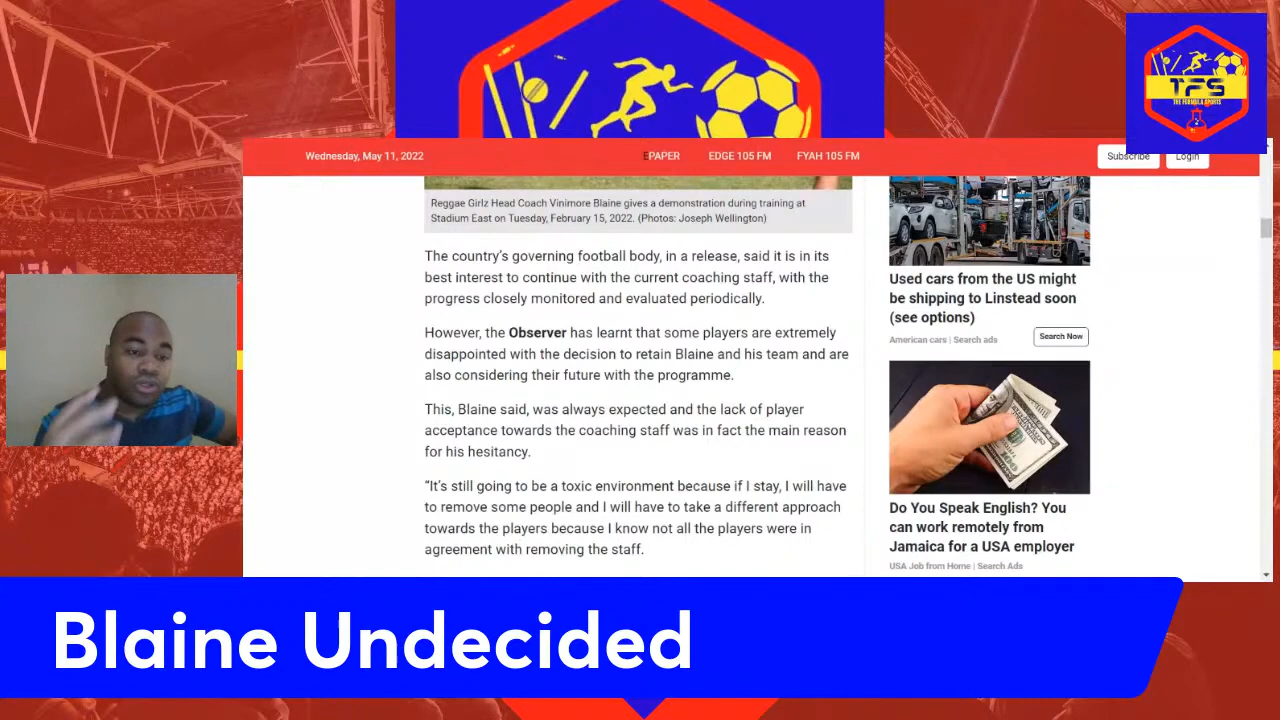 TFS
THE FORMULA SPORTS
Wednesday, May 11, 2022
EPAPER
EDGE 105 FM
FYAH 105 FM
Subscribe
Login
Reggae Girlz Head Coach Vinimore Blaine gives a demonstration during training at
Stadium East on Tuesday, February 15, 2022. (Photos: Joseph Wellington)
The country's governing football body, in a release, said it is in its
best interest to continue with the current coaching staff, with the
progress closely monitored and evaluated periodically.
However, the Observer has learnt that some players are extremely
disappointed with the decision to retain Blaine and his team and are
also considering their future with the programme.
This, Blaine said, was always expected and the lack of player
acceptance towards the coaching staff was in fact the main reason
for his hesitancy.
“It's still going to be a toxic environment because if I stay, I will have
to remove some people and I will have to take a different approach
towards the players because I know not all the players were in
agreement with removing the staff.
Used cars from the US might
be shipping to Linstead soon
(see options)
American cars | Search ads
Search Now
Do You Speak English? You
can work remotely from
Jamaica for a USA employer
USA Job from Home | Search Ads
Blaine Undecided